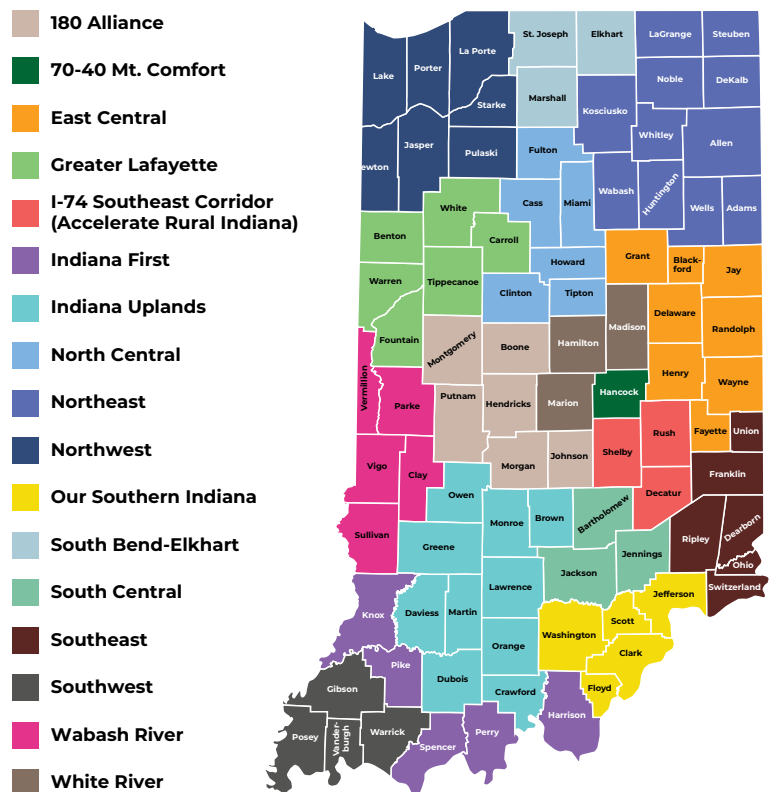 180 Alliance
70-40 Mt. Comfort
East Central
Greater Lafayette
I-74 Southeast Corridor
(Accelerate Rural Indiana)
Indiana First
Indiana Uplands
North Central
Northeast
Northwest
Our Southern Indiana
South Bend-Elkhart
South Central
Southeast
Southwest
Wabash River
White River
Lake
Porter
La Porte
St. Joseph
Elkhart
LaGrange
Steuben
Noble
DeKalb
Starke
Marshall
Kosciusko
Whitley
Allen
ewton
Jasper
Pulaski
Fulton
Wabash
Huntington
Wells
Adams
White
Cass
Miami
Benton
Carroll
Howard
Grant
Black-
ford
Jay
Warren
Tippecanoe
Clinton
Tipton
Madison
Delaware
Randolph
Fountain
Montgomery
Boone
Hamilton
Henry
Wayne
Vermillion
Parke
Putnam
Hendricks
Marion
Hancock
Fayette
Union
Rush
Shelby
Vigo
Clay
Morgan
Johnson
Franklin
Owen
Decatur
Sullivan
Monroe
Brown
Bartholomew
Dearborn
Ripley
Greene
Jennings
Ohio
Switzerland
Lawrence
Jackson
Jefferson
Knox
Daviess
Martin
Scott
Washington
Orange
Clark
Pike
Dubois
Floyd
Gibson
Crawford
Harrison
Posey
Vander-
burgh
Warrick
Spencer
Perry